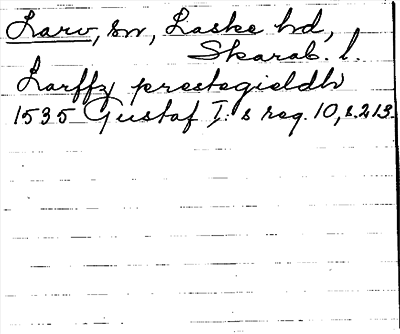 Larv, sn, Laske hd,
Skarab. l.
Larffz prestegieldh
1535 Gustaf I:s reg. 10, s. 213.